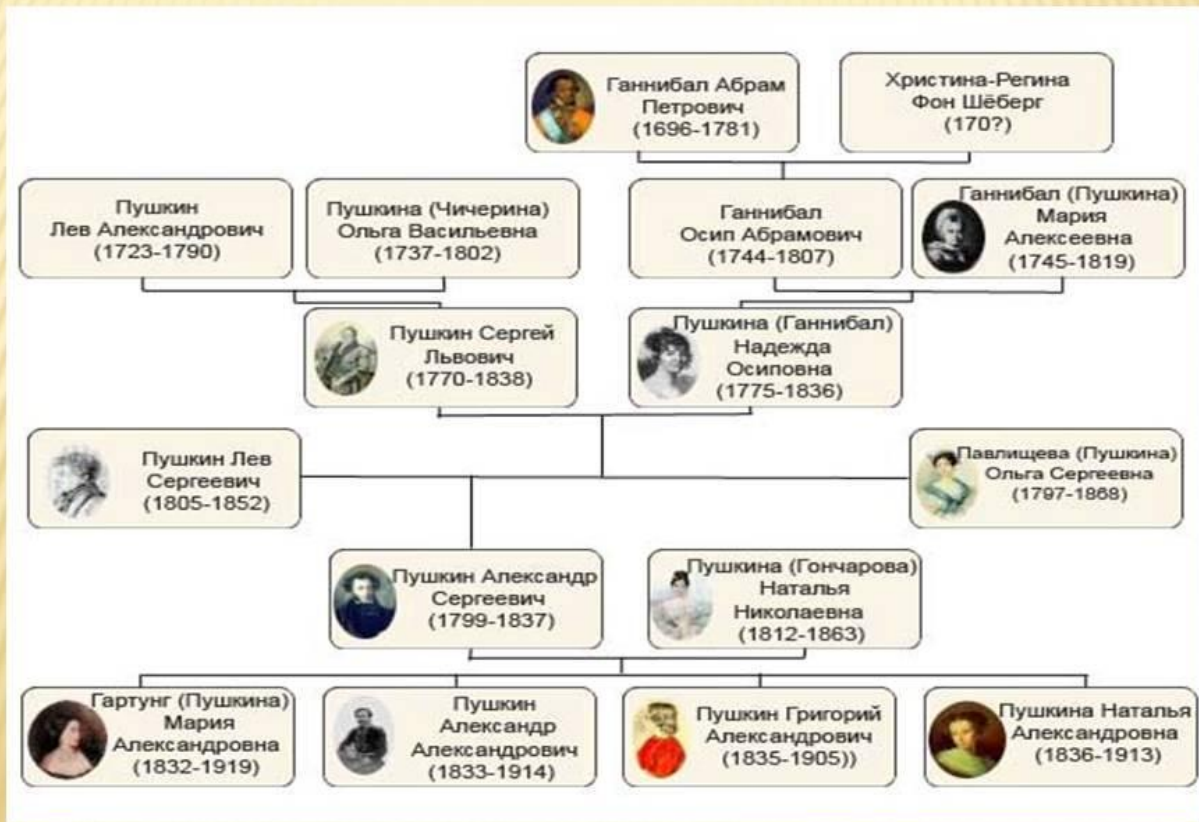 Ганнибал Абрам
Петрович
(1696-1781)
Христина-Регина
Фон Шёберг
(170?)
Пушкин
Лев Александрович
(1723-1790)
Пушкина (Чичерина)
Ольга Васильевна
(1737-1802)
Ганнибал
Осип Абрамович
(1744-1807)
Ганнибал (Пушкина)
Мария
Алексеевна
(1745-1819)
Пушкин Сергей
Львович
(1770-1838)
Пушкина (Ганнибал)
Надежда
Осиповна
(1775-1836)
Пушкин Лев
Сергеевич
(1805-1852)
Павлищева (Пушкина)
Ольга Сергеевна
(1797-1868)
Пушкин Александр
Сергеевич
(1799-1837)
Пушкина (Гончарова)
Наталья
Николаевна
(1812-1863)
Гартунг (Пушкина)
Мария
Александровна
(1832-1919)
Пушкин
Александр
Александрович
(1833-1914)
Пушкин Григорий
Александрович
(1835-1905))
Пушкина Наталья
Александровна
(1836-1913)